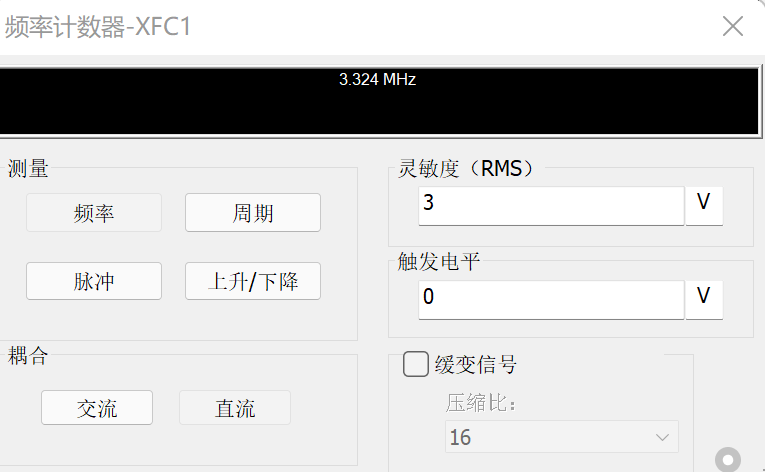 频率计数器-XFC1
3.324 MHz
测量
频率
周期
脉冲
上升/下降
耦合
交流
直流
灵敏度（RMS）
3
V
触发电平
0
V
缓变信号
压缩比：
16